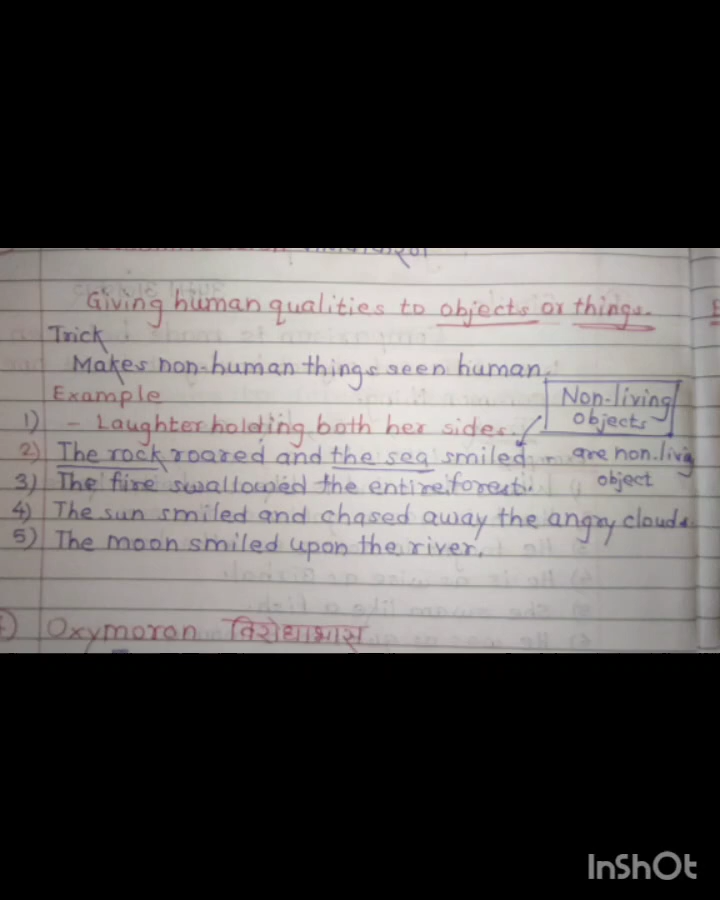 Giving human qualities to objects or things.
Trick
Makes non-human things seen human.
Example
Non-living objects
1) - Laughter holding both her sides.
2) The rock roared and the sea smiled - are non-livig object
3) The fire swallowed the entire forest.
4) The sun smiled and chased away the angry clouds
5) The moon smiled upon the river.
Oxymoron विरोधाभास
InShOt